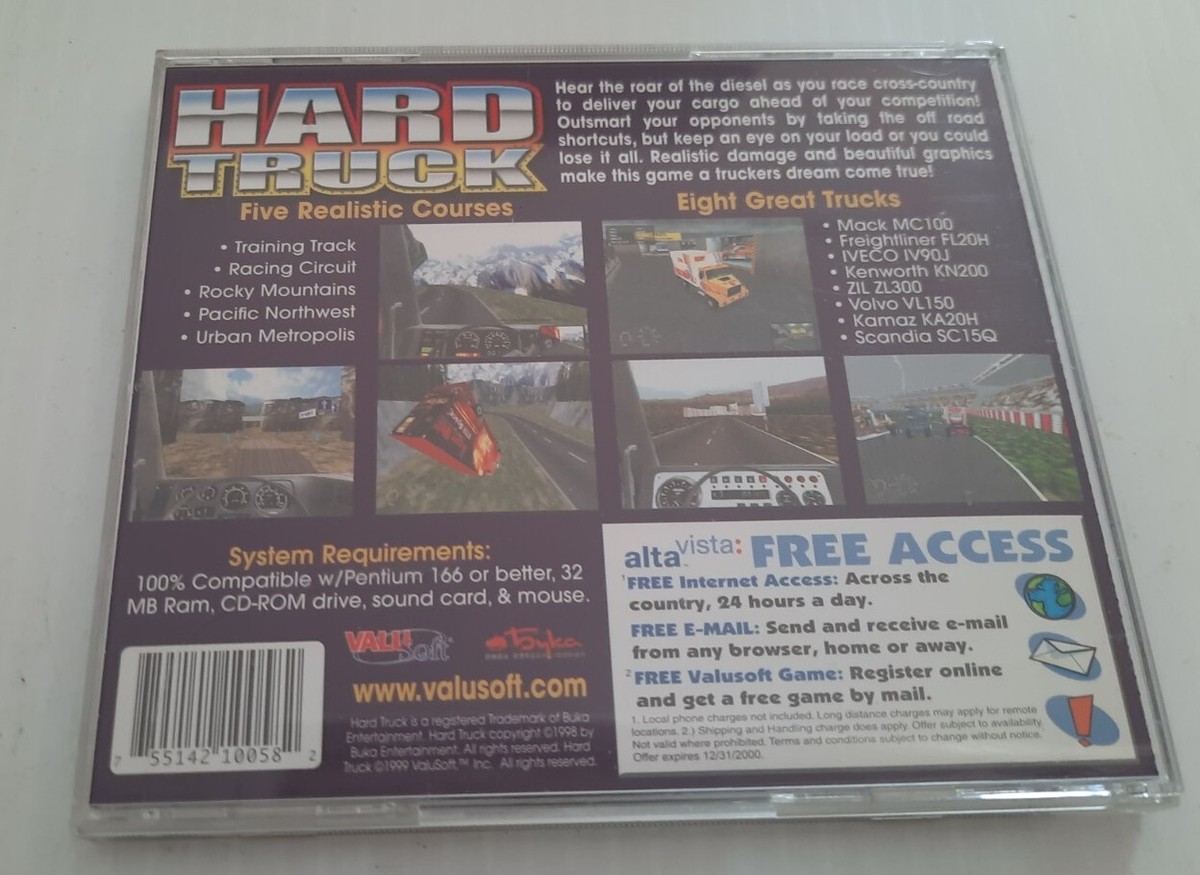 HARD
TRUCK
Hear the roar of the diesel as you race cross-country
to deliver your cargo ahead of your competition!
Outsmart your opponents by taking the off road
shortcuts, but keep an eye on your load or you could
lose it all. Realistic damage and beautiful graphics
make this game a truckers dream come true!
Five Realistic Courses
• Training Track
• Racing Circuit
• Rocky Mountains
• Pacific Northwest
• Urban Metropolis
Eight Great Trucks
• Mack MC100
• Freightliner FL20H
• IVECO IV90J
• Kenworth KN200
• ZIL ZL300
• Volvo VL150
• Kamaz KA20H
• Scandia SC15Q
System Requirements:
100% Compatible w/Pentium 166 or better, 32
MB Ram, CD-ROM drive, sound card, & mouse.
VALUSoft
Бука
www.valusoft.com
Hard Truck is a registered Trademark of Buka
Entertainment. Hard Truck copyright ©1998 by
Buka Entertainment. All rights reserved. Hard
Truck ©1999 ValuSoft,™ Inc. All rights reserved.
7 55142 10058 2
altavista: FREE ACCESS
1FREE Internet Access: Across the
country, 24 hours a day.
FREE E-MAIL: Send and receive e-mail
from any browser, home or away.
2FREE Valusoft Game: Register online
and get a free game by mail.
1. Local phone charges not included. Long distance charges may apply for remote
locations. 2.) Shipping and Handling charge does apply. Offer subject to availability.
Not valid where prohibited. Terms and conditions subject to change without notice.
Offer expires 12/31/2000.